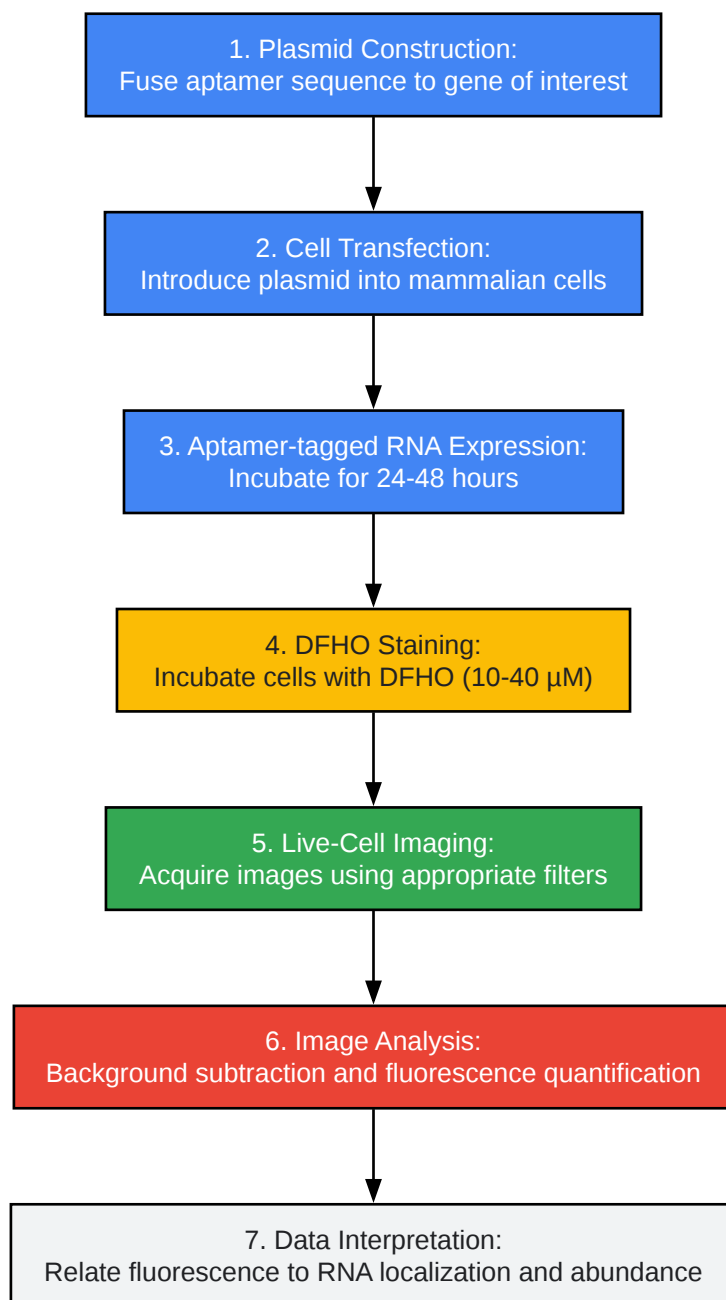 1. Plasmid Construction:
Fuse aptamer sequence to gene of interest
2. Cell Transfection:
Introduce plasmid into mammalian cells
3. Aptamer-tagged RNA Expression:
Incubate for 24-48 hours
4. DFHO Staining:
Incubate cells with DFHO (10-40 µM)
5. Live-Cell Imaging:
Acquire images using appropriate filters
6. Image Analysis:
Background subtraction and fluorescence quantification
7. Data Interpretation:
Relate fluorescence to RNA localization and abundance